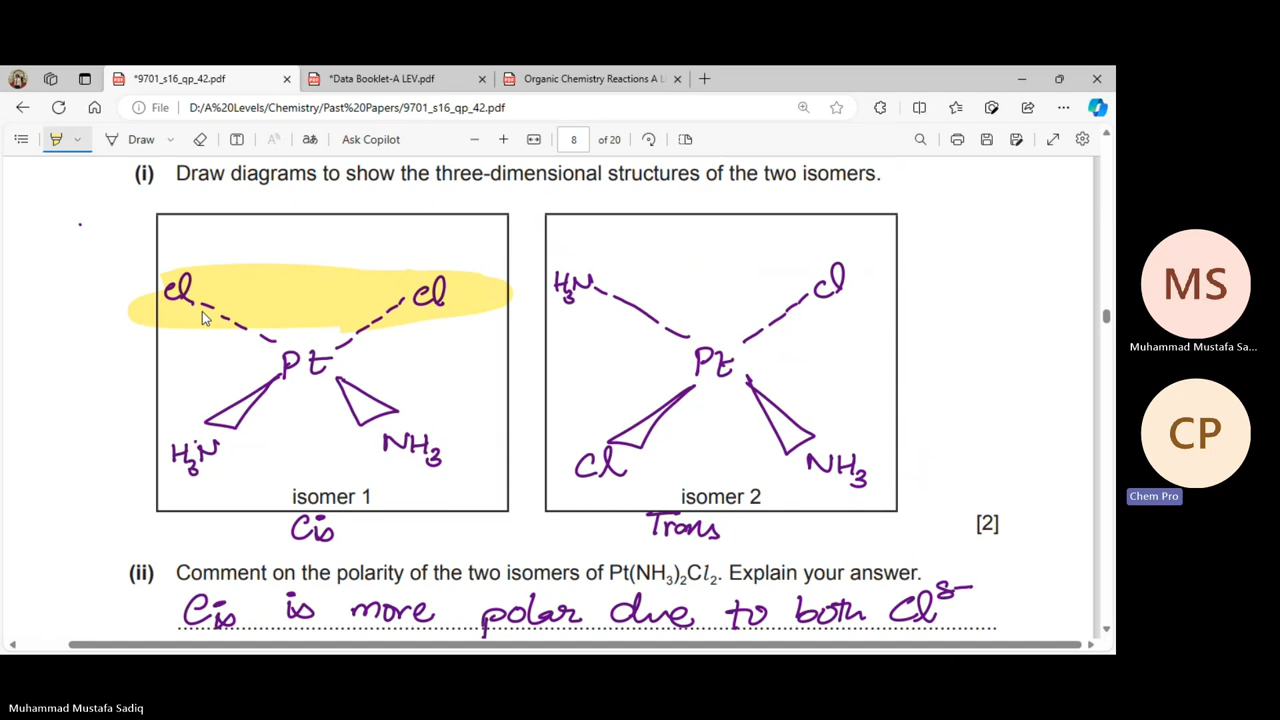 *9701_s16_qp_42.pdf
*Data Booklet-A LEV.pdf
Organic Chemistry Reactions A L
File
D:/A%20Levels/Chemistry/Past%20Papers/9701_s16_qp_42.pdf
Draw
aあ
Ask Copilot
8
of 20
(i) Draw diagrams to show the three-dimensional structures of the two isomers.
Cl Cl
Pt
H3N NH3
isomer 1
Cis
H3N Cl
Pt
Cl NH3
isomer 2
Trans
[2]
(ii) Comment on the polarity of the two isomers of Pt(NH3)2Cl2. Explain your answer.
Cis is more polar due to both Clδ−
MS
Muhammad Mustafa Sa...
CP
Chem Pro
Muhammad Mustafa Sadiq